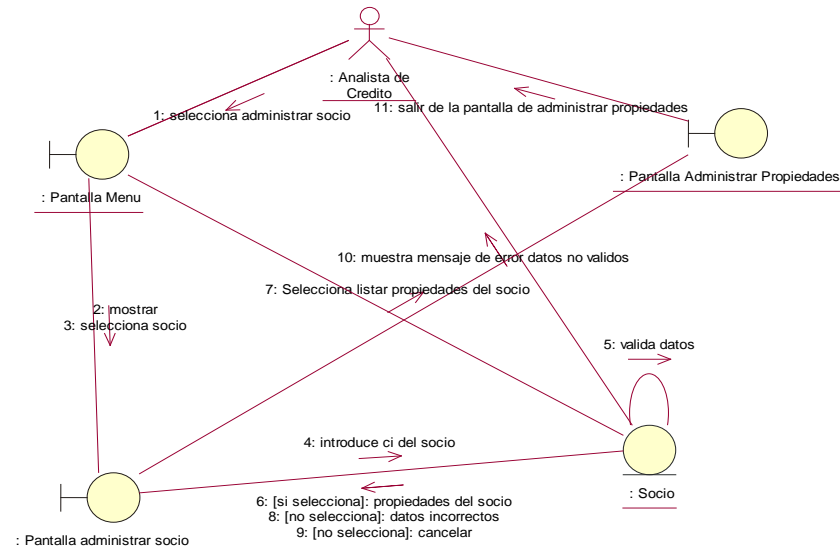 : Analista de
Credito
1: selecciona administrar socio
11: salir de la pantalla de administrar propiedades
: Pantalla Menu
: Pantalla Administrar Propiedades
10: muestra mensaje de error datos no validos
7: Selecciona listar propiedades del socio
2: mostrar
3: selecciona socio
5: valida datos
4: introduce ci del socio
6: [si selecciona]: propiedades del socio
8: [no selecciona]: datos incorrectos
9: [no selecciona]: cancelar
: Socio
: Pantalla administrar socio